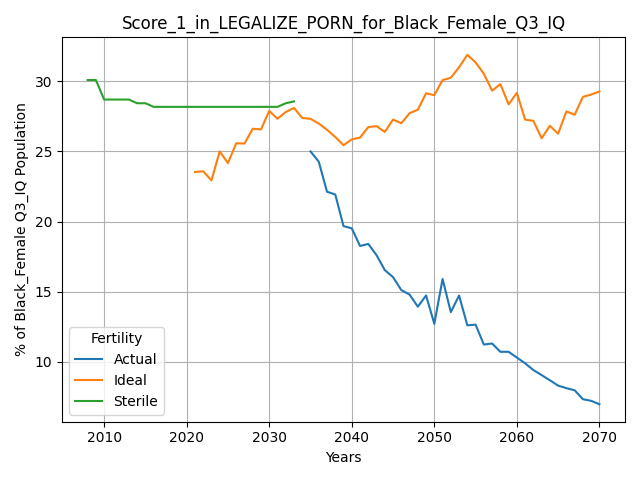 Score_1_in_LEGALIZE_PORN_for_Black_Female_Q3_IQ
% of Black_Female Q3_IQ Population
30
25
20
15
10
Fertility
Actual
Ideal
Sterile
2010 2020 2030 2040 2050 2060 2070
Years